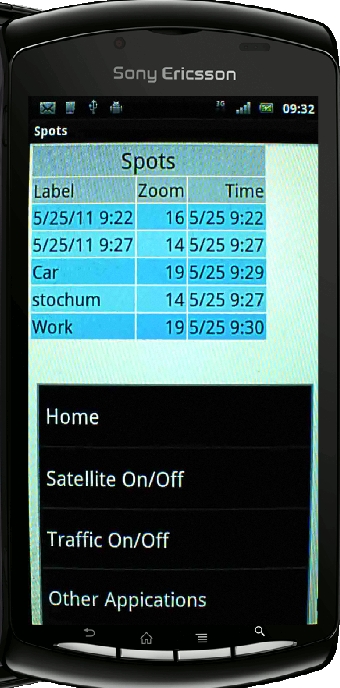 Sony Ericsson
3G 09:32
Spots
Spots
Label Zoom Time
5/25/11 9:22 16 5/25 9:22
5/25/11 9:27 14 5/25 9:27
Car 19 5/25 9:29
stochum 14 5/25 9:27
Work 19 5/25 9:30
Home
Satellite On/Off
Traffic On/Off
Other Appications